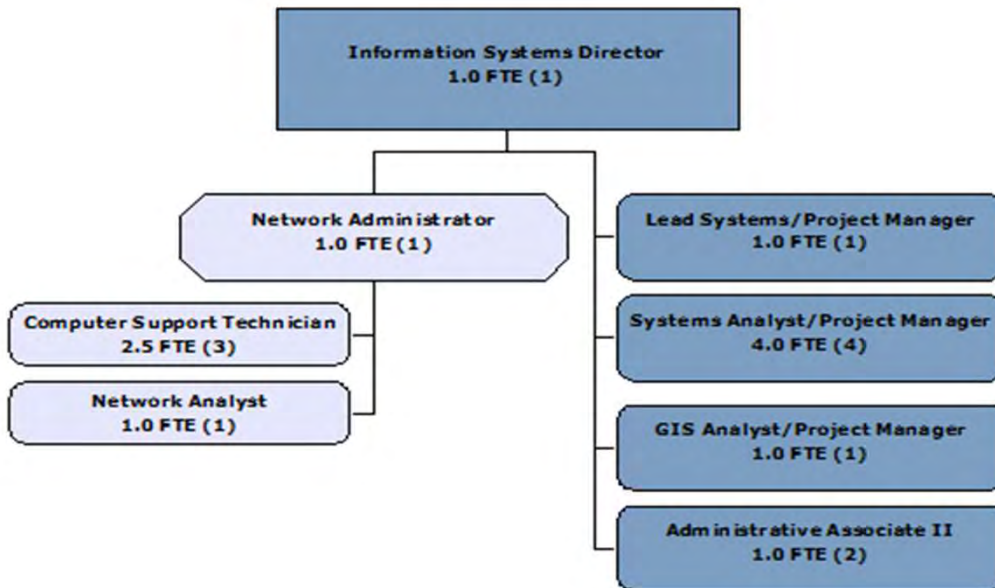 Information Systems Director
1.0 FTE (1)
Network Administrator
1.0 FTE (1)
Computer Support Technician
2.5 FTE (3)
Network Analyst
1.0 FTE (1)
Lead Systems/Project Manager
1.0 FTE (1)
Systems Analyst/Project Manager
4.0 FTE (4)
GIS Analyst/Project Manager
1.0 FTE (1)
Administrative Associate II
1.0 FTE (2)